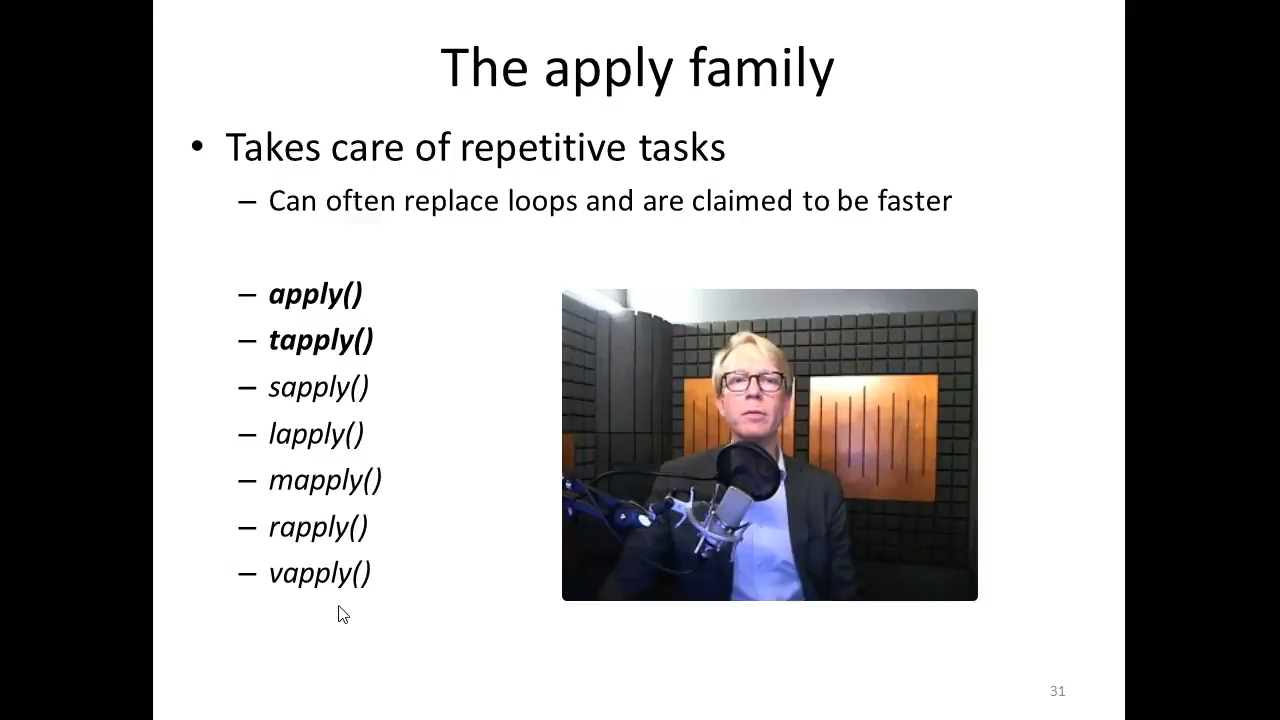 The apply family
• Takes care of repetitive tasks
– Can often replace loops and are claimed to be faster
– apply()
– tapply()
– sapply()
– lapply()
– mapply()
– rapply()
– vapply()
31